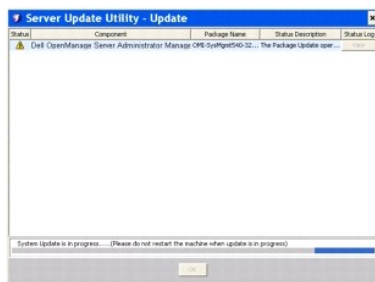 Server Update Utility - Update
Status Component Package Name Status Description Status Log
Dell OpenManage Server Administrator Manage OMI-SysMgmt540-32... The Package Update oper... View
System Update is in progress......(Please do not restart the machine when update is in progress)
OK